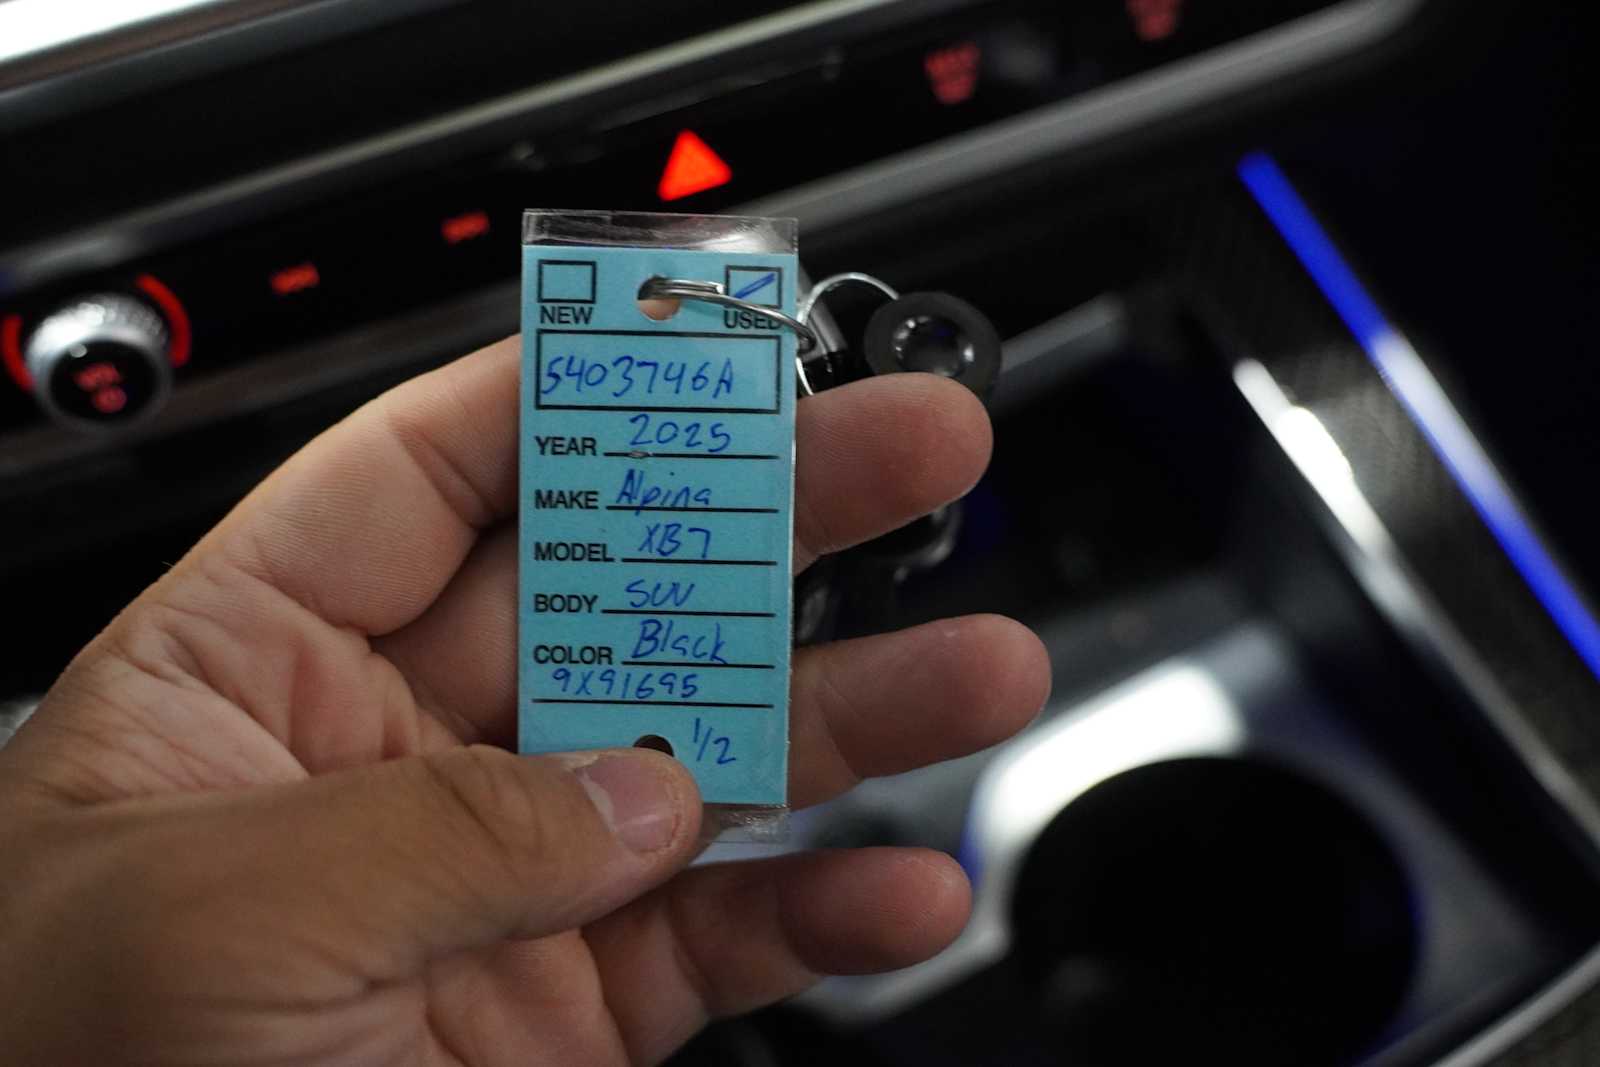 NEW USED
5403746A
YEAR 2025
MAKE Alpina
MODEL XB7
BODY SUV
COLOR Black
9X91695
1/2